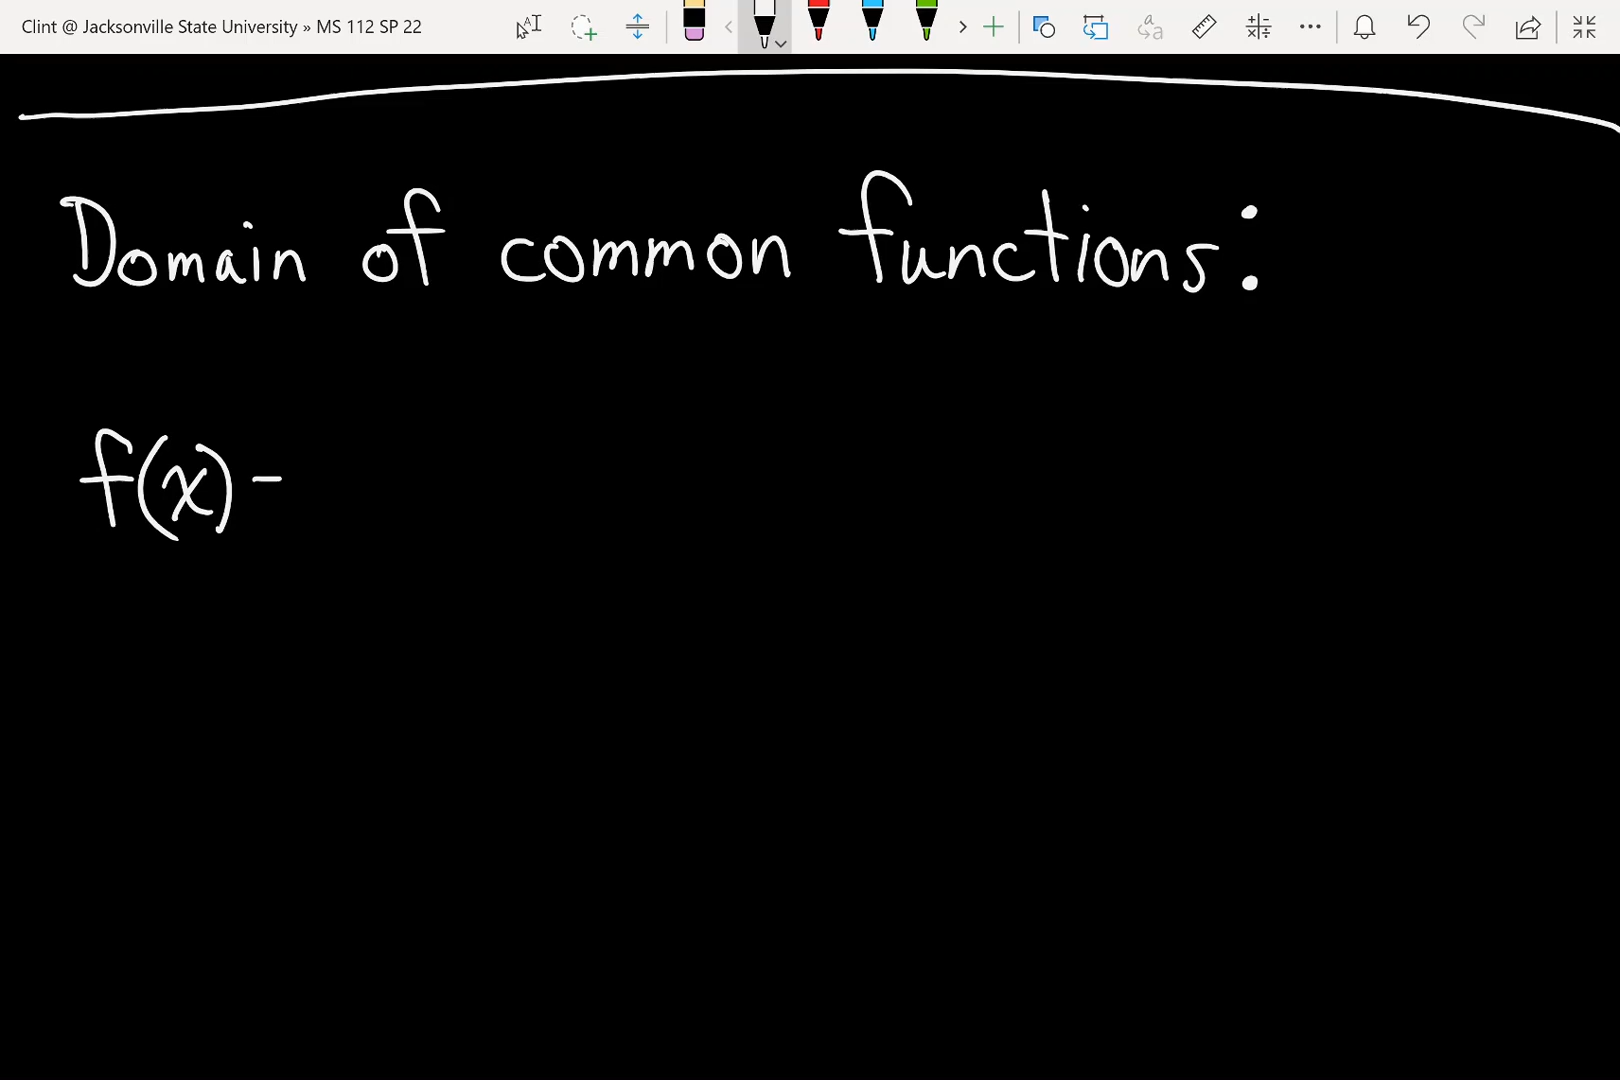 Clint @ Jacksonville State University » MS 112 SP 22
Domain of common functions:
f(x) -